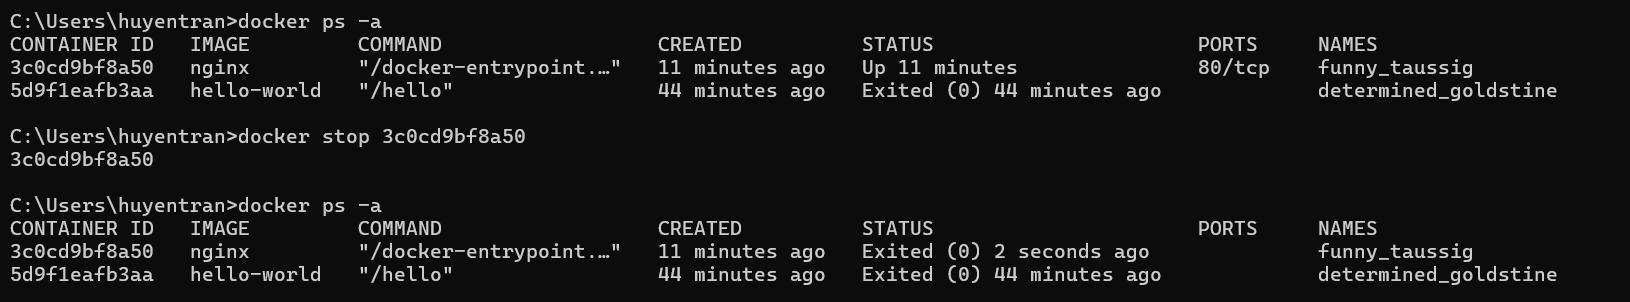 C:\Users\huyentran>docker ps -a
CONTAINER ID   IMAGE         COMMAND                  CREATED          STATUS                      PORTS     NAMES
3c0cd9bf8a50   nginx         "/docker-entrypoint.…"   11 minutes ago   Up 11 minutes               80/tcp    funny_taussig
5d9f1eafb3aa   hello-world   "/hello"                 44 minutes ago   Exited (0) 44 minutes ago             determined_goldstine
C:\Users\huyentran>docker stop 3c0cd9bf8a50
3c0cd9bf8a50
C:\Users\huyentran>docker ps -a
CONTAINER ID   IMAGE         COMMAND                  CREATED          STATUS                      PORTS     NAMES
3c0cd9bf8a50   nginx         "/docker-entrypoint.…"   11 minutes ago   Exited (0) 2 seconds ago              funny_taussig
5d9f1eafb3aa   hello-world   "/hello"                 44 minutes ago   Exited (0) 44 minutes ago             determined_goldstine